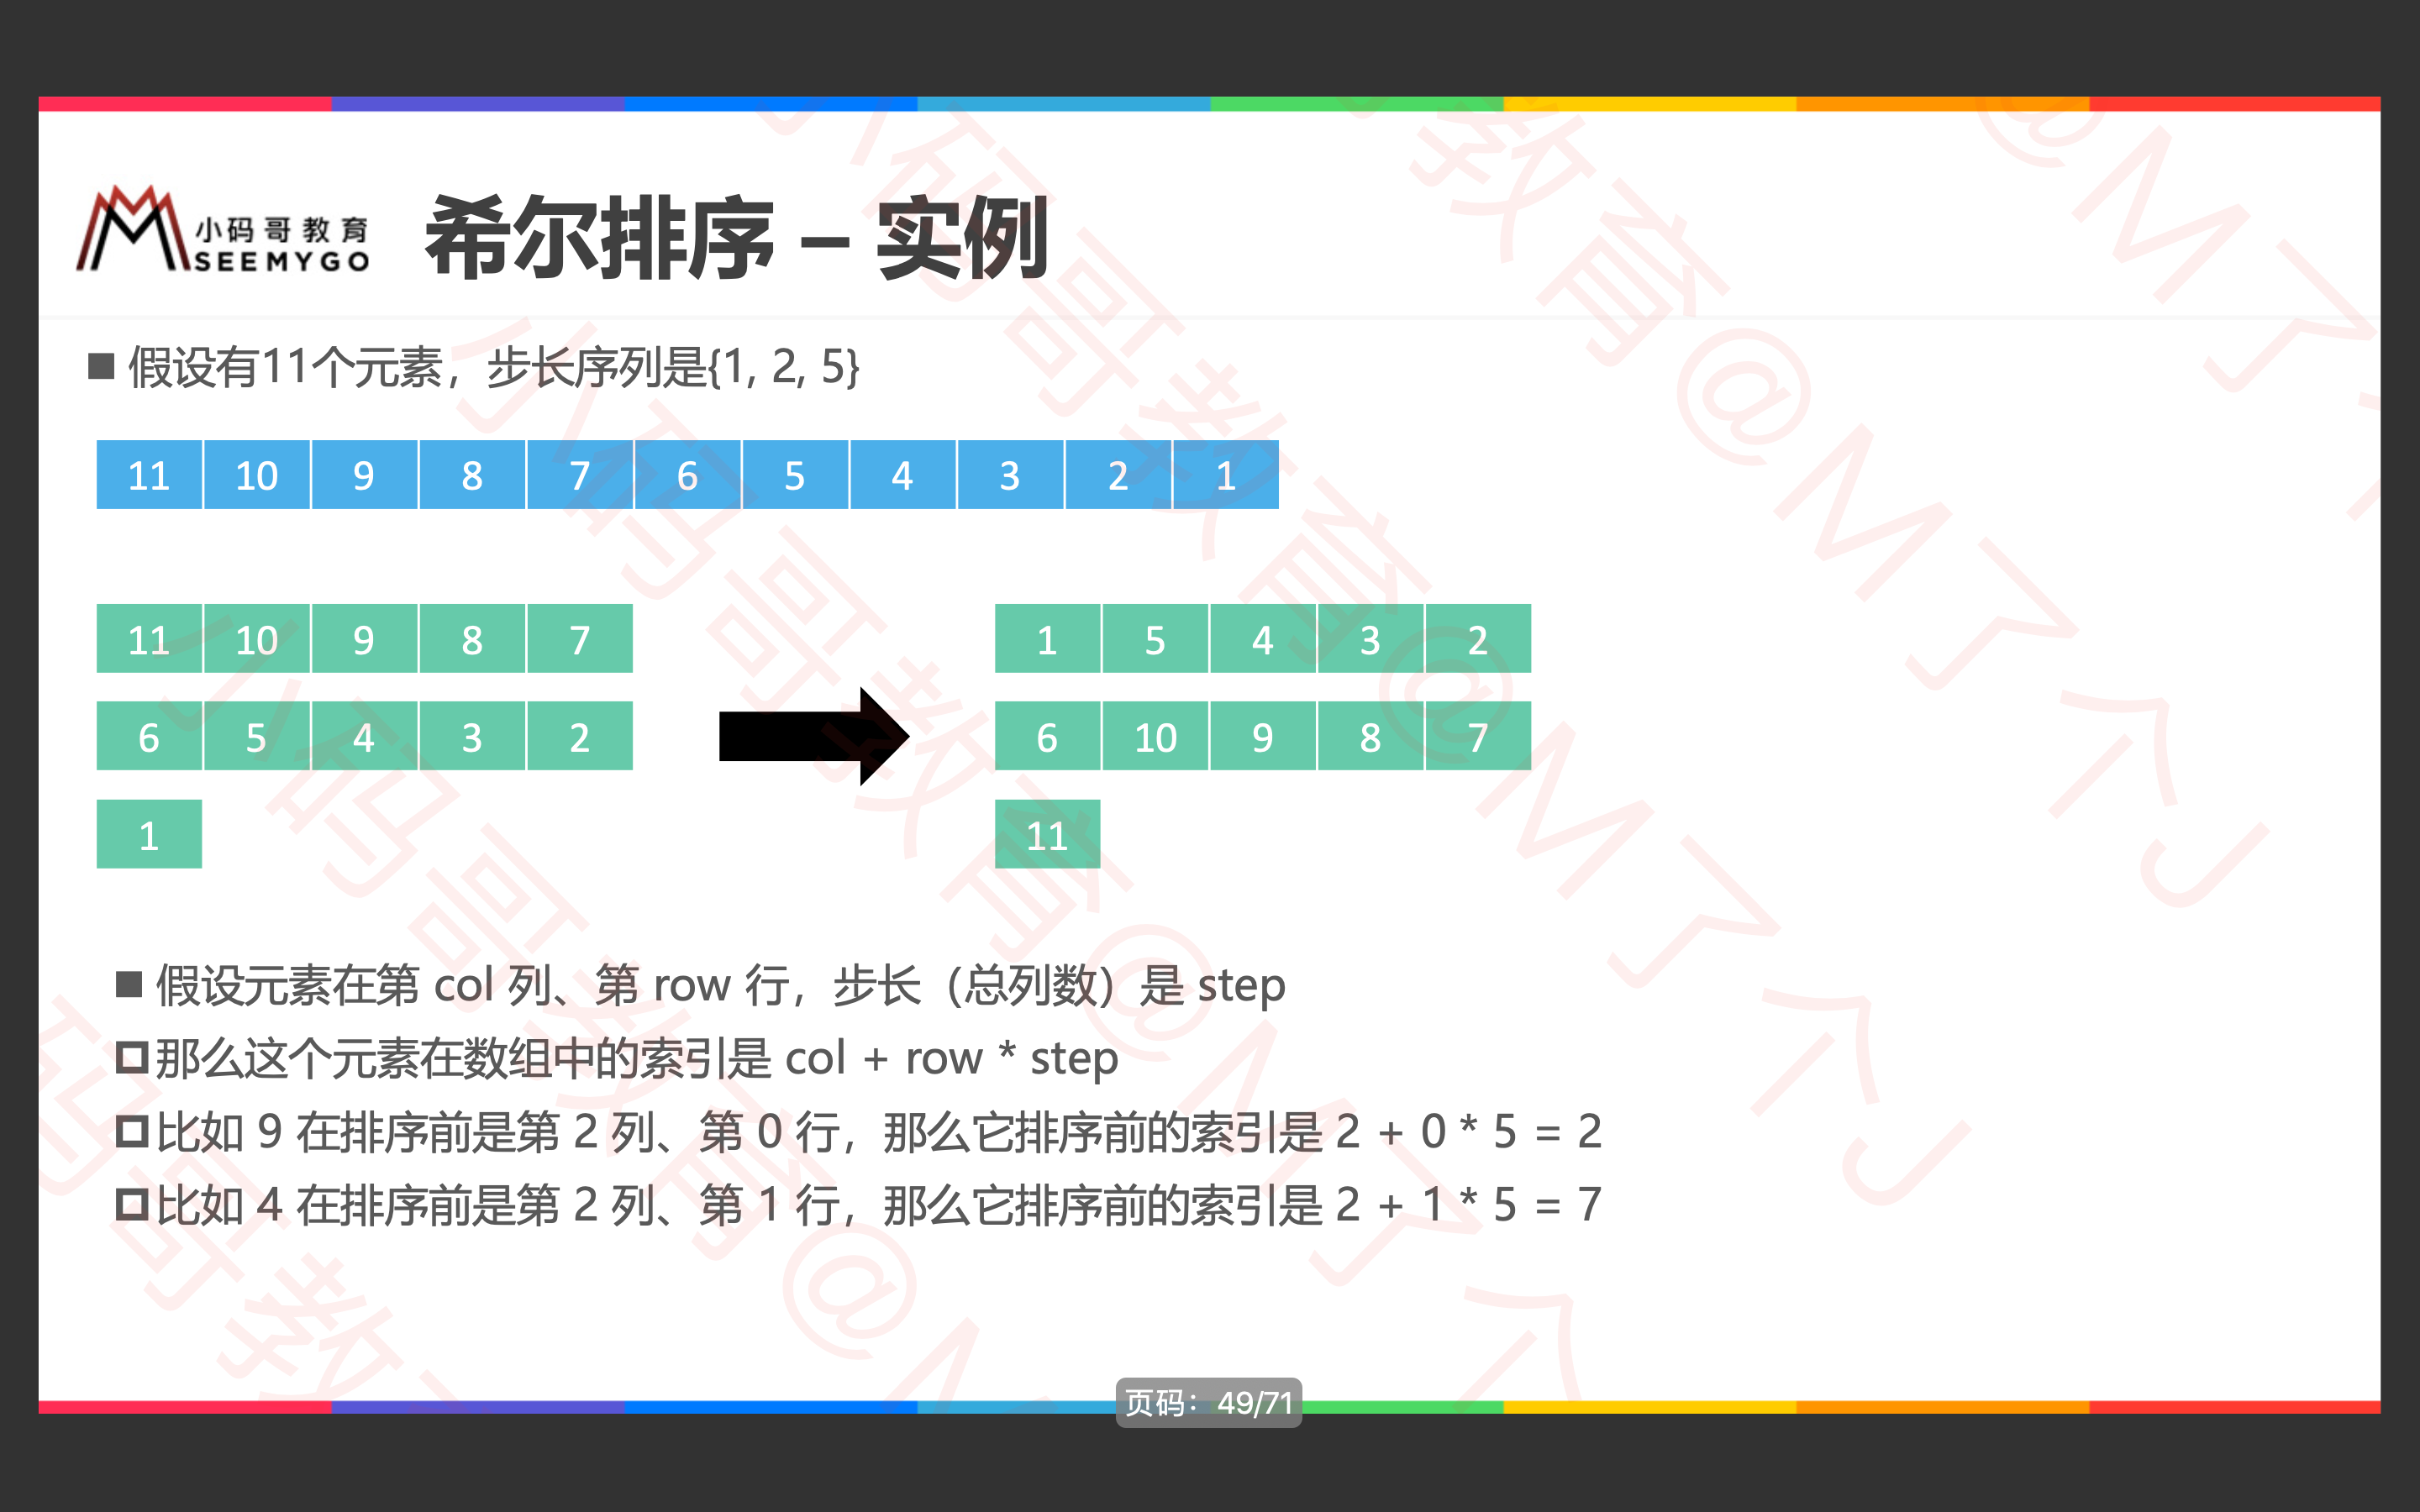 小码哥教育
SEEMYGO
希尔排序 – 实例
■ 假设有11个元素，步长序列是{1, 2, 5}
11 10 9 8 7 6 5 4 3 2 1
11 10 9 8 7
1 5 4 3 2
6 5 4 3 2
6 10 9 8 7
1
11
■ 假设元素在第 col 列、第 row 行，步长（总列数）是 step
那么这个元素在数组中的索引是 col + row * step
比如 9 在排序前是第 2 列、第 0 行，那么它排序前的索引是 2 + 0 * 5 = 2
比如 4 在排序前是第 2 列、第 1 行，那么它排序前的索引是 2 + 1 * 5 = 7
小码哥教育@M了个J
页码：49/71